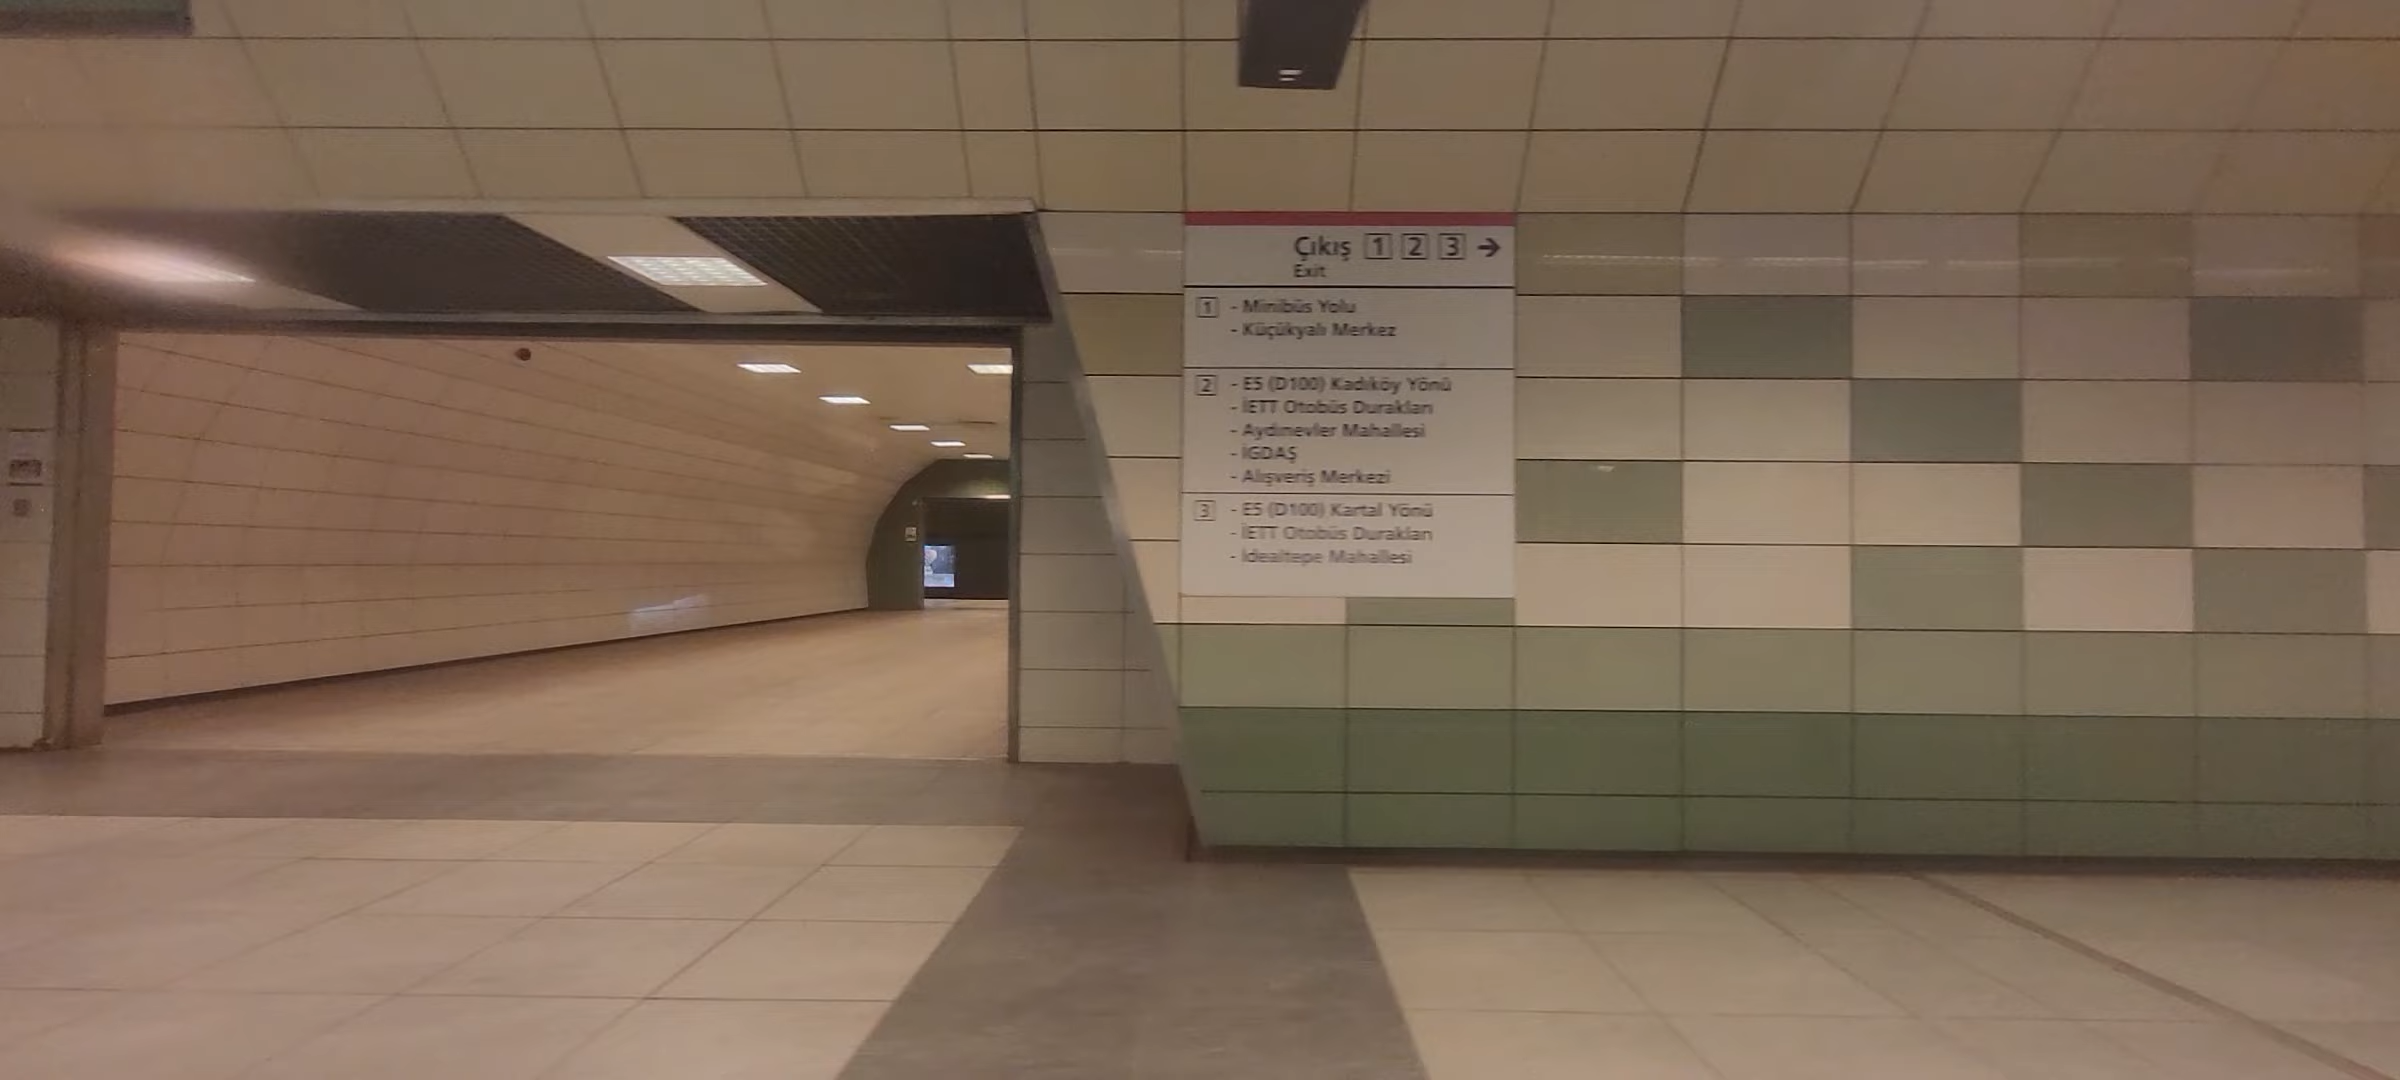 Çıkış 1 2 3 →
Exit
1 - Minibüs Yolu
- Küçükyalı Merkez
2 - E5 (D100) Kadıköy Yönü
- İETT Otobüs Durakları
- Aydınevler Mahallesi
- İGDAŞ
- Alışveriş Merkezi
3 - E5 (D100) Kartal Yönü
- İETT Otobüs Durakları
- İdealtepe Mahallesi